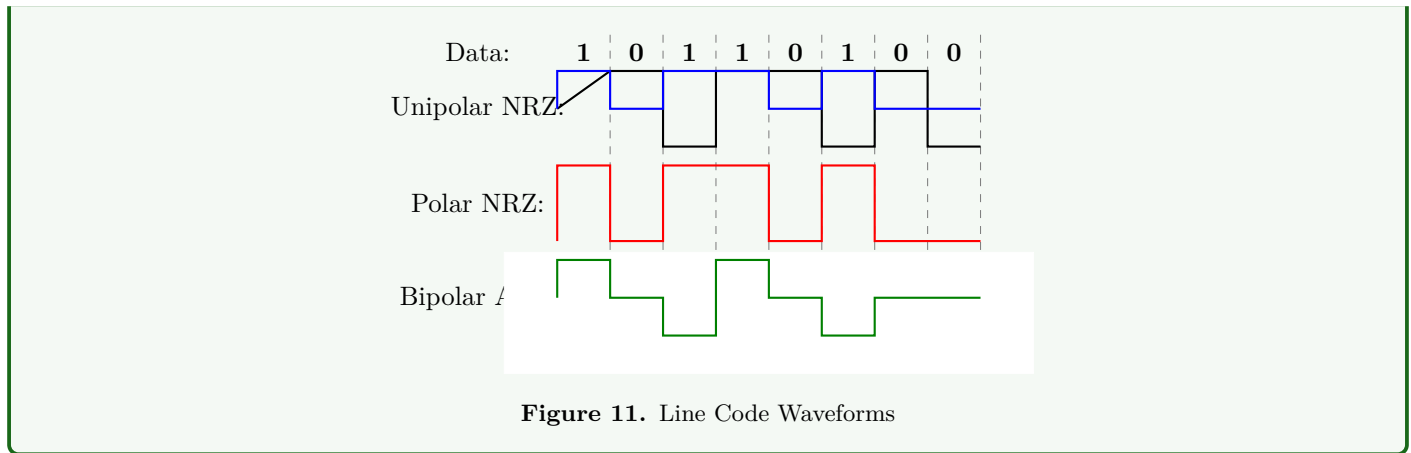 Data: 1 0 1 1 0 1 0 0
Unipolar NRZ:
Polar NRZ:
Bipolar
Figure 11. Line Code Waveforms